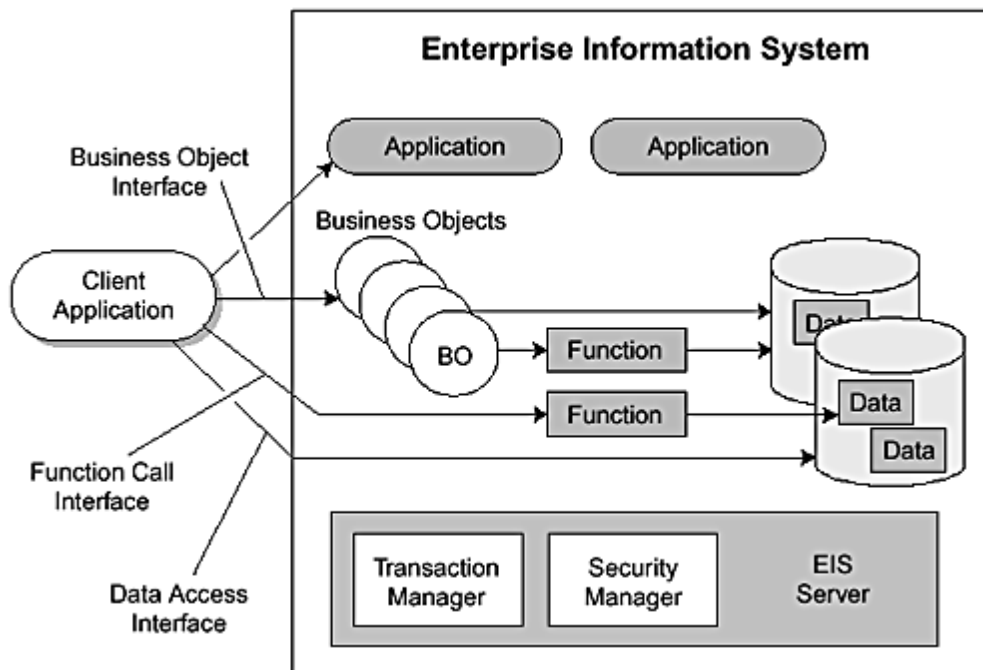 Enterprise Information System
Application
Application
Business Object
Interface
Business Objects
Client
Application
BO
Function
Data
Function
Data
Data
Function Call
Interface
Data Access
Interface
Transaction
Manager
Security
Manager
EIS
Server